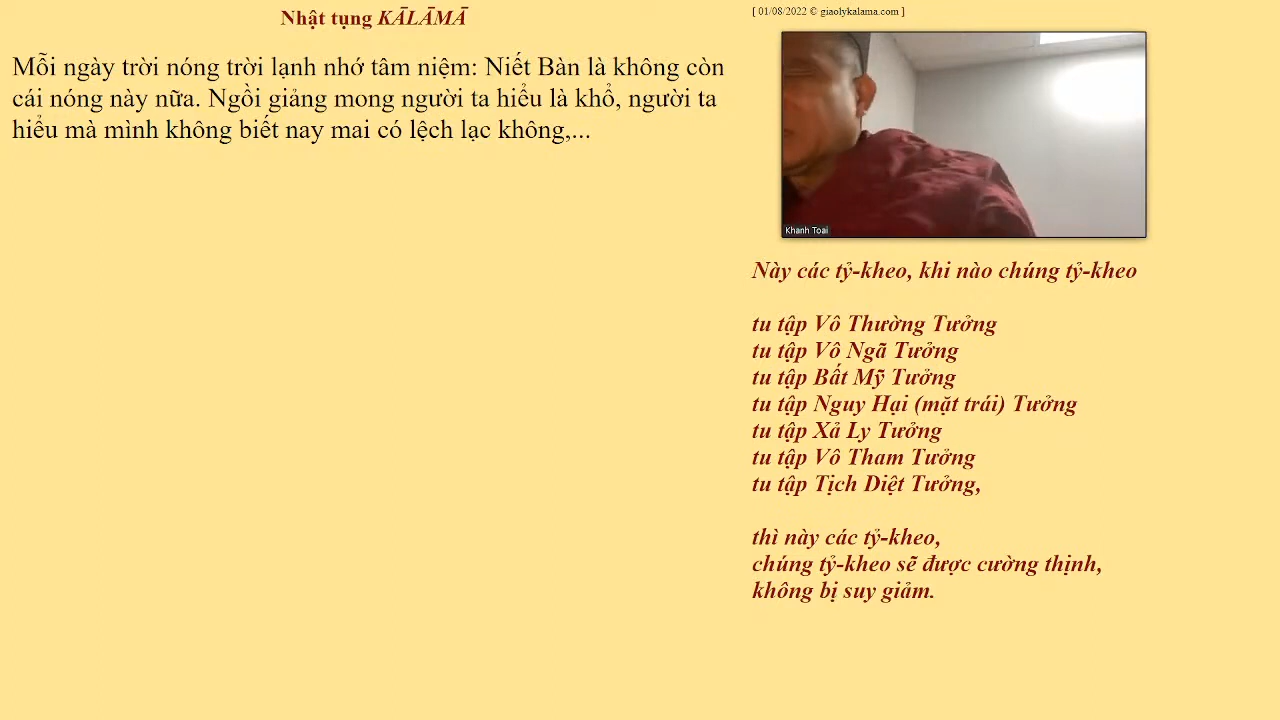 Nhật tụng KĀLĀMĀ
Mỗi ngày trời nóng trời lạnh nhớ tâm niệm: Niết Bàn là không còn
cái nóng này nữa. Ngồi giảng mong người ta hiểu là khổ, người ta
hiểu mà mình không biết nay mai có lệch lạc không,...
[ 01/08/2022 © giaolykalama.com ]
Khanh Toai
Này các tỷ-kheo, khi nào chúng tỷ-kheo
tu tập Vô Thường Tưởng
tu tập Vô Ngã Tưởng
tu tập Bất Mỹ Tưởng
tu tập Nguy Hại (mặt trái) Tưởng
tu tập Xả Ly Tưởng
tu tập Vô Tham Tưởng
tu tập Tịch Diệt Tưởng,
thì này các tỷ-kheo,
chúng tỷ-kheo sẽ được cường thịnh,
không bị suy giảm.